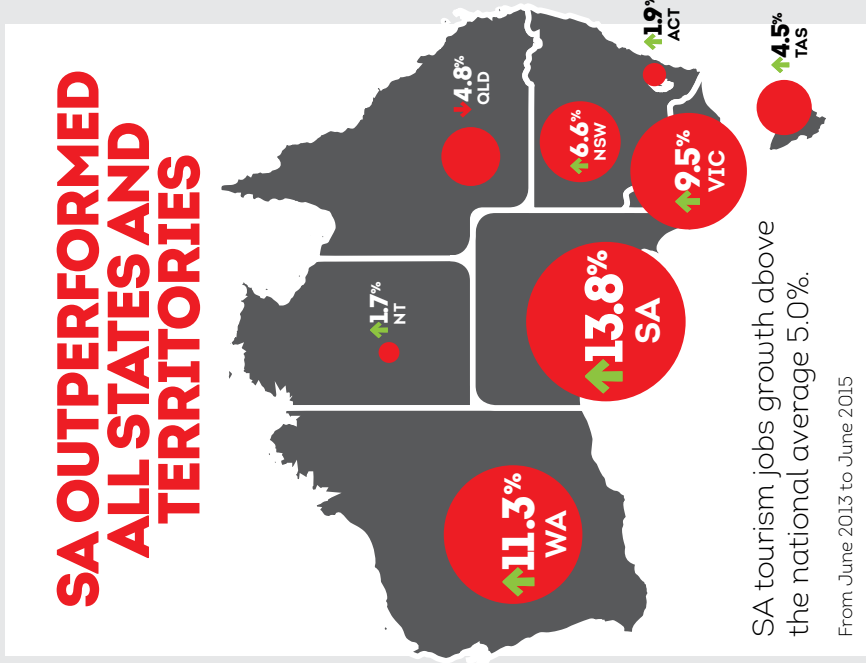 SA OUTPERFORMED
ALL STATES AND
TERRITORIES
1.7%
NT
4.8%
QLD
11.3%
WA
13.8%
SA
6.6%
NSW
9.5%
VIC
1.9%
ACT
4.5%
TAS
SA tourism jobs growth above
the national average 5.0%.
From June 2013 to June 2015